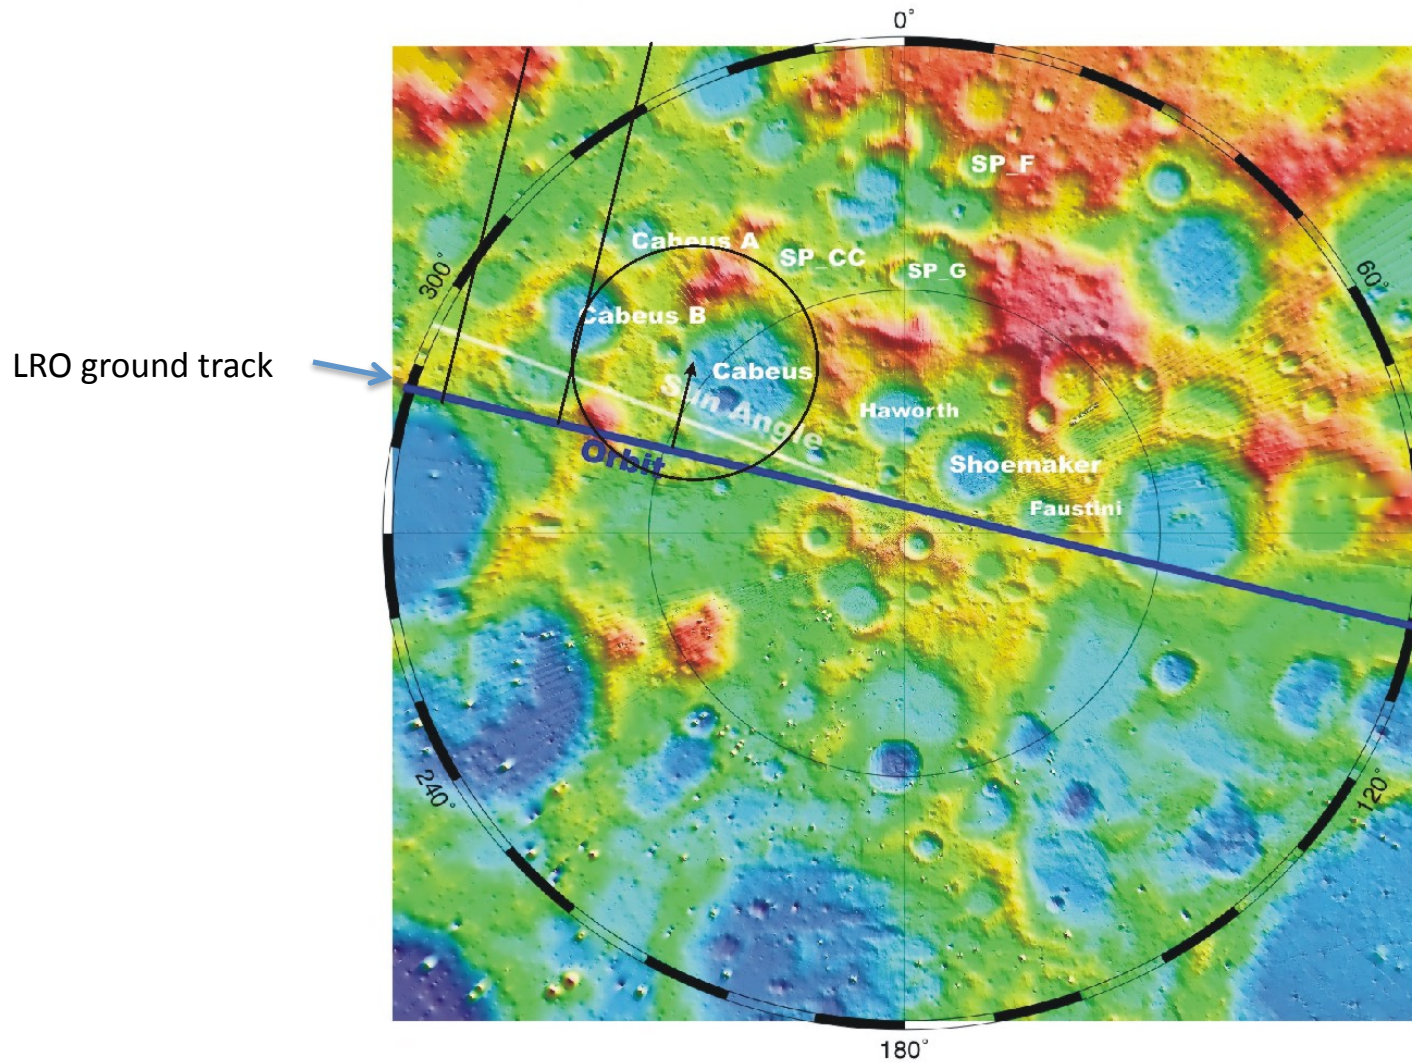 0°
SP_F
Cabeus A
SP_CC
SP_G
300°
60°
Cabeus B
LRO ground track
Cabeus
Sun Angle
Haworth
Orbit
Shoemaker
Faustini
240°
120°
180°